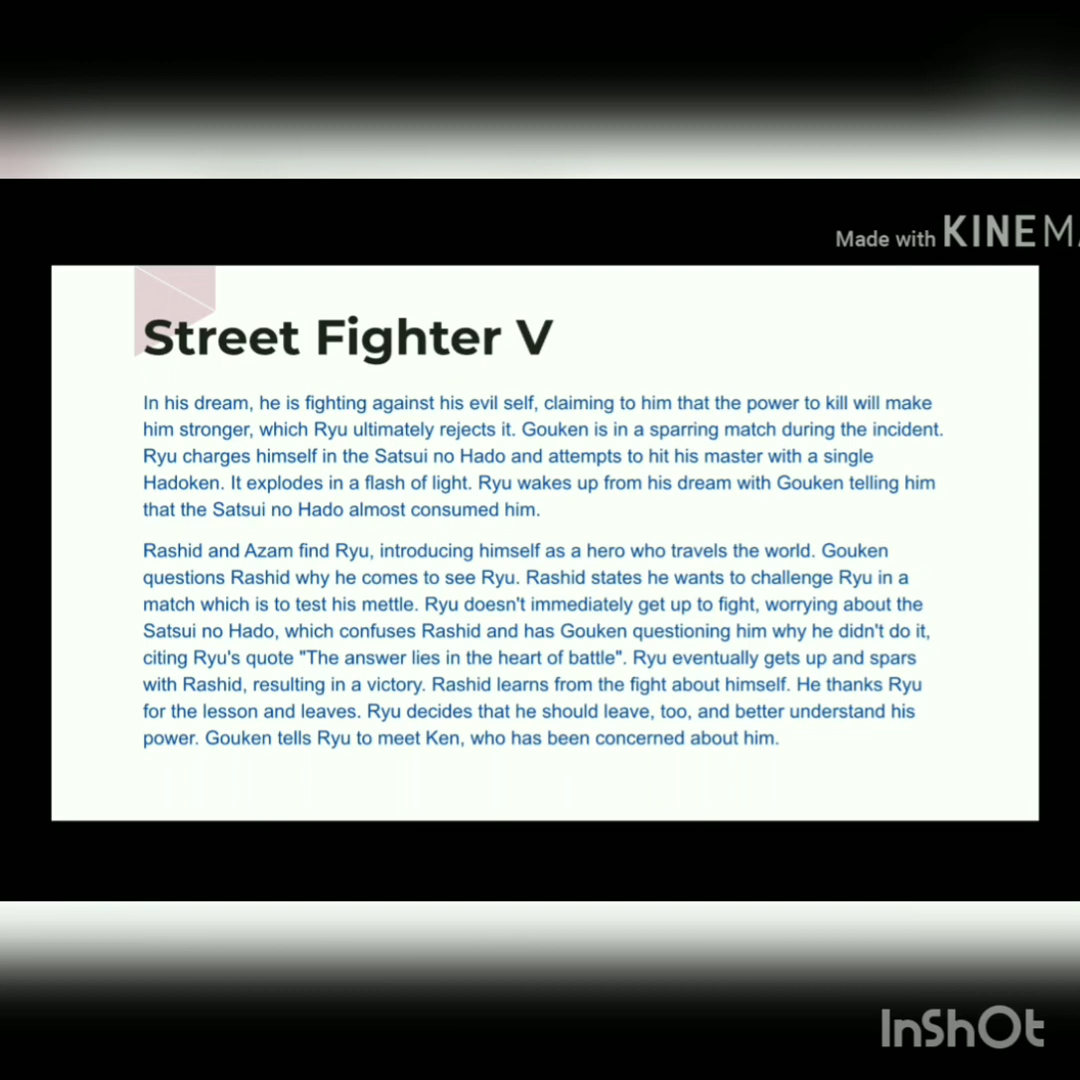 Made with KINEMA
Street Fighter V
In his dream, he is fighting against his evil self, claiming to him that the power to kill will make
him stronger, which Ryu ultimately rejects it. Gouken is in a sparring match during the incident.
Ryu charges himself in the Satsui no Hado and attempts to hit his master with a single
Hadoken. It explodes in a flash of light. Ryu wakes up from his dream with Gouken telling him
that the Satsui no Hado almost consumed him.
Rashid and Azam find Ryu, introducing himself as a hero who travels the world. Gouken
questions Rashid why he comes to see Ryu. Rashid states he wants to challenge Ryu in a
match which is to test his mettle. Ryu doesn't immediately get up to fight, worrying about the
Satsui no Hado, which confuses Rashid and has Gouken questioning him why he didn't do it,
citing Ryu's quote "The answer lies in the heart of battle". Ryu eventually gets up and spars
with Rashid, resulting in a victory. Rashid learns from the fight about himself. He thanks Ryu
for the lesson and leaves. Ryu decides that he should leave, too, and better understand his
power. Gouken tells Ryu to meet Ken, who has been concerned about him.
InShOt